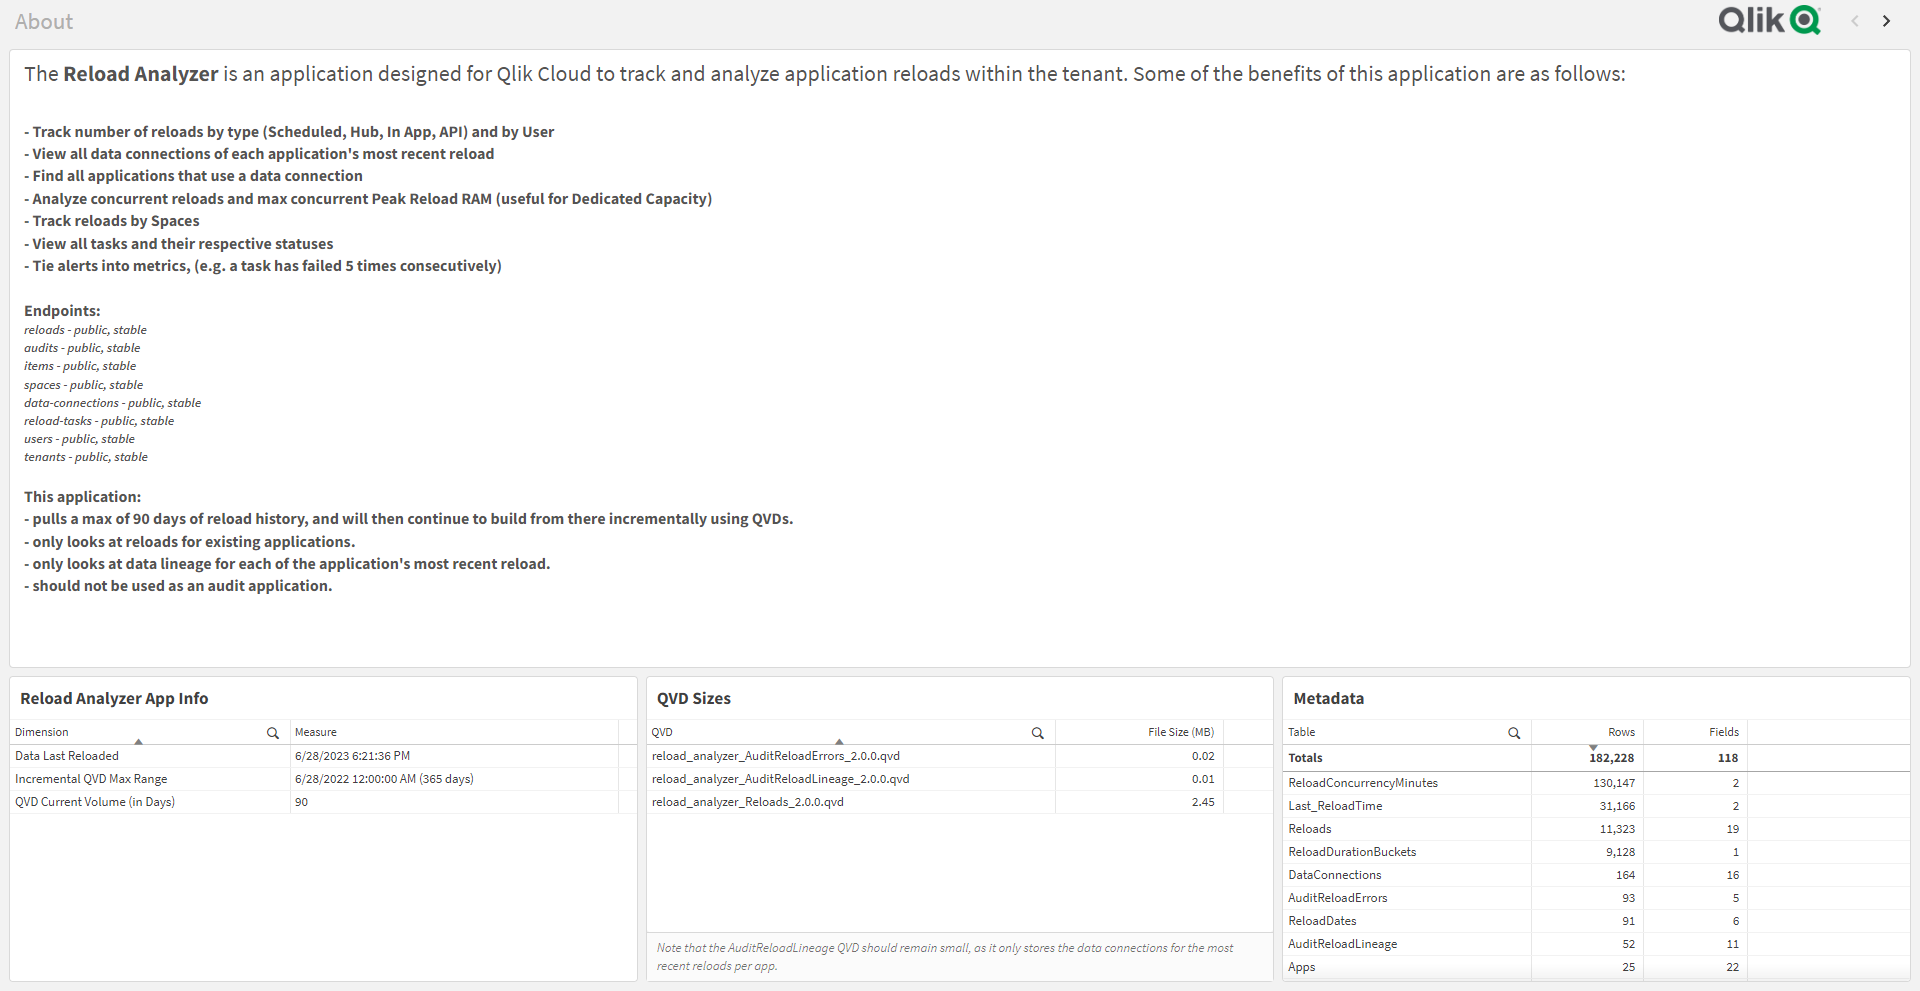 About
Qlik
The Reload Analyzer is an application designed for Qlik Cloud to track and analyze application reloads within the tenant. Some of the benefits of this application are as follows:
- Track number of reloads by type (Scheduled, Hub, In App, API) and by User
- View all data connections of each application's most recent reload
- Find all applications that use a data connection
- Analyze concurrent reloads and max concurrent Peak Reload RAM (useful for Dedicated Capacity)
- Track reloads by Spaces
- View all tasks and their respective statuses
- Tie alerts into metrics, (e.g. a task has failed 5 times consecutively)
Endpoints:
reloads - public, stable
audits - public, stable
items - public, stable
spaces - public, stable
data-connections - public, stable
reload-tasks - public, stable
users - public, stable
tenants - public, stable
This application:
- pulls a max of 90 days of reload history, and will then continue to build from there incrementally using QVDs.
- only looks at reloads for existing applications.
- only looks at data lineage for each of the application's most recent reload.
- should not be used as an audit application.
Reload Analyzer App Info
Dimension Measure
Data Last Reloaded 6/28/2023 6:21:36 PM
Incremental QVD Max Range 6/28/2022 12:00:00 AM (365 days)
QVD Current Volume (in Days) 90
QVD Sizes
QVD File Size (MB)
reload_analyzer_AuditReloadErrors_2.0.0.qvd 0.02
reload_analyzer_AuditReloadLineage_2.0.0.qvd 0.01
reload_analyzer_Reloads_2.0.0.qvd 2.45
Note that the AuditReloadLineage QVD should remain small, as it only stores the data connections for the most
recent reloads per app.
Metadata
Table Rows Fields
Totals 182,228 118
ReloadConcurrencyMinutes 130,147 2
Last_ReloadTime 31,166 2
Reloads 11,323 19
ReloadDurationBuckets 9,128 1
DataConnections 164 16
AuditReloadErrors 93 5
ReloadDates 91 6
AuditReloadLineage 52 11
Apps 25 22